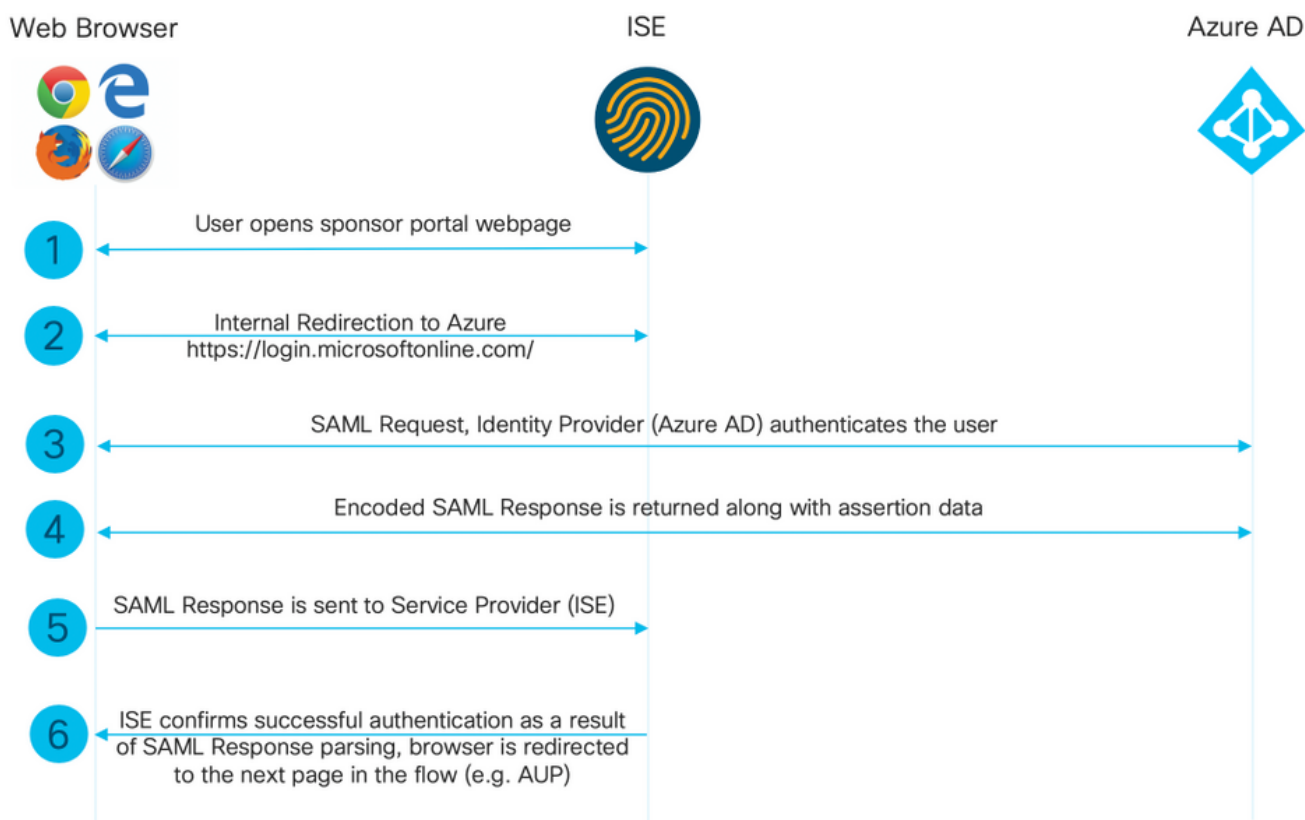 Web Browser
ISE
Azure AD
1
User opens sponsor portal webpage
2
Internal Redirection to Azure
https://login.microsoftonline.com/
3
SAML Request, Identity Provider (Azure AD) authenticates the user
4
Encoded SAML Response is returned along with assertion data
5
SAML Response is sent to Service Provider (ISE)
6
ISE confirms successful authentication as a result
of SAML Response parsing, browser is redirected
to the next page in the flow (e.g. AUP)